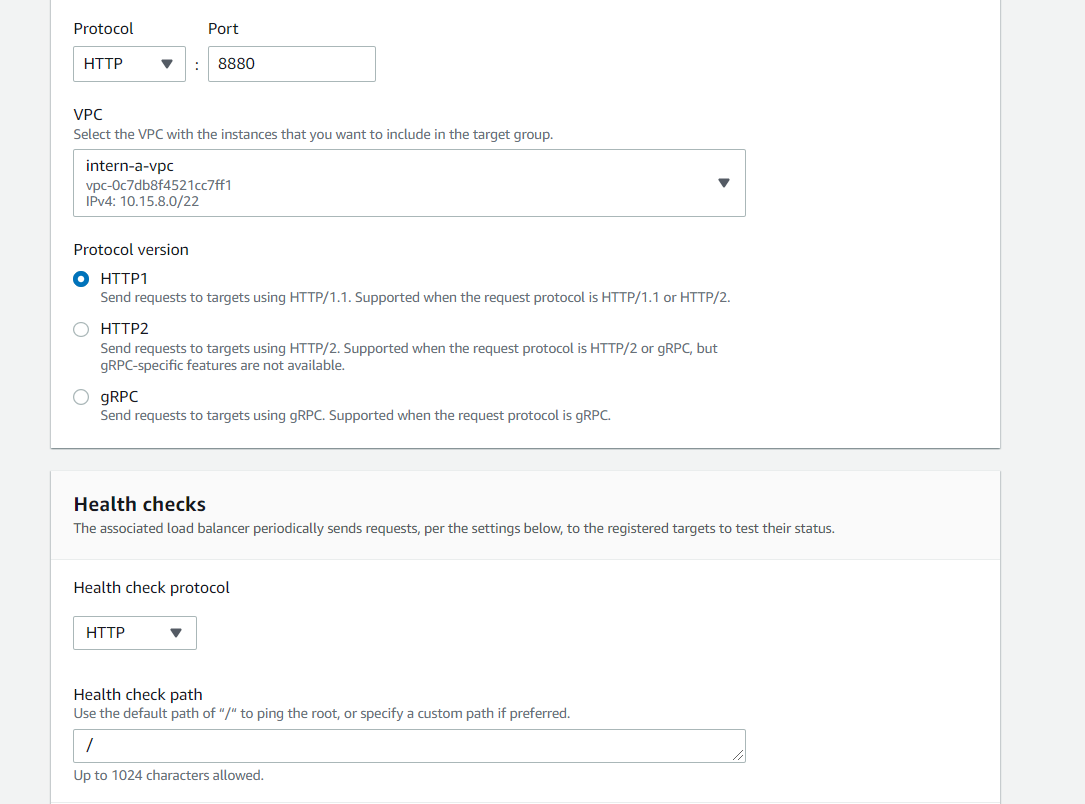 Protocol
Port
HTTP
:
8880
VPC
Select the VPC with the instances that you want to include in the target group.
intern-a-vpc
vpc-0c7db8f4521cc7ff1
IPv4: 10.15.8.0/22
Protocol version
HTTP1
Send requests to targets using HTTP/1.1. Supported when the request protocol is HTTP/1.1 or HTTP/2.
HTTP2
Send requests to targets using HTTP/2. Supported when the request protocol is HTTP/2 or gRPC, but
gRPC-specific features are not available.
gRPC
Send requests to targets using gRPC. Supported when the request protocol is gRPC.
Health checks
The associated load balancer periodically sends requests, per the settings below, to the registered targets to test their status.
Health check protocol
HTTP
Health check path
Use the default path of “/“ to ping the root, or specify a custom path if preferred.
/
Up to 1024 characters allowed.